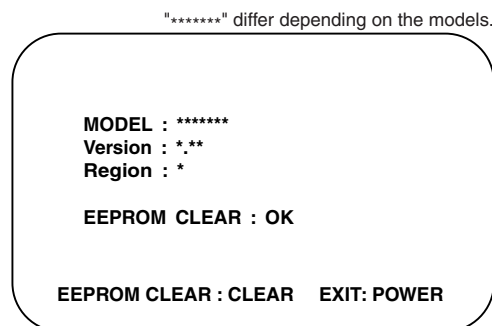 "*******" differ depending on the models.
MODEL : *******
Version : *.**
Region : *
EEPROM CLEAR : OK
EEPROM CLEAR : CLEAR EXIT: POWER